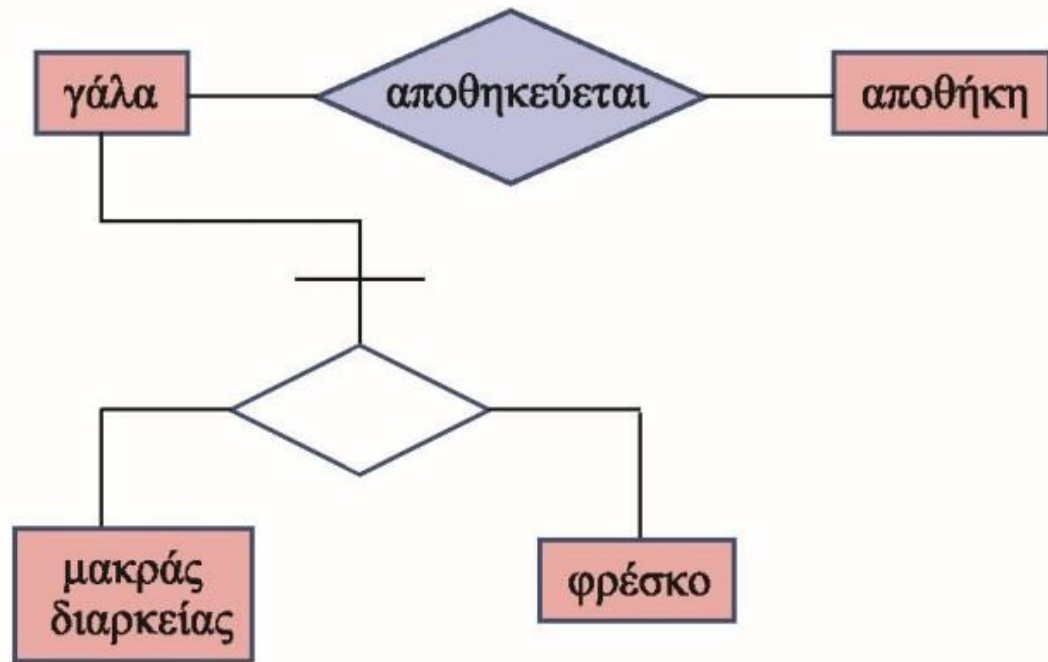 γάλα
αποθηκεύεται
αποθήκη
μακράς
διαρκείας
φρέσκο